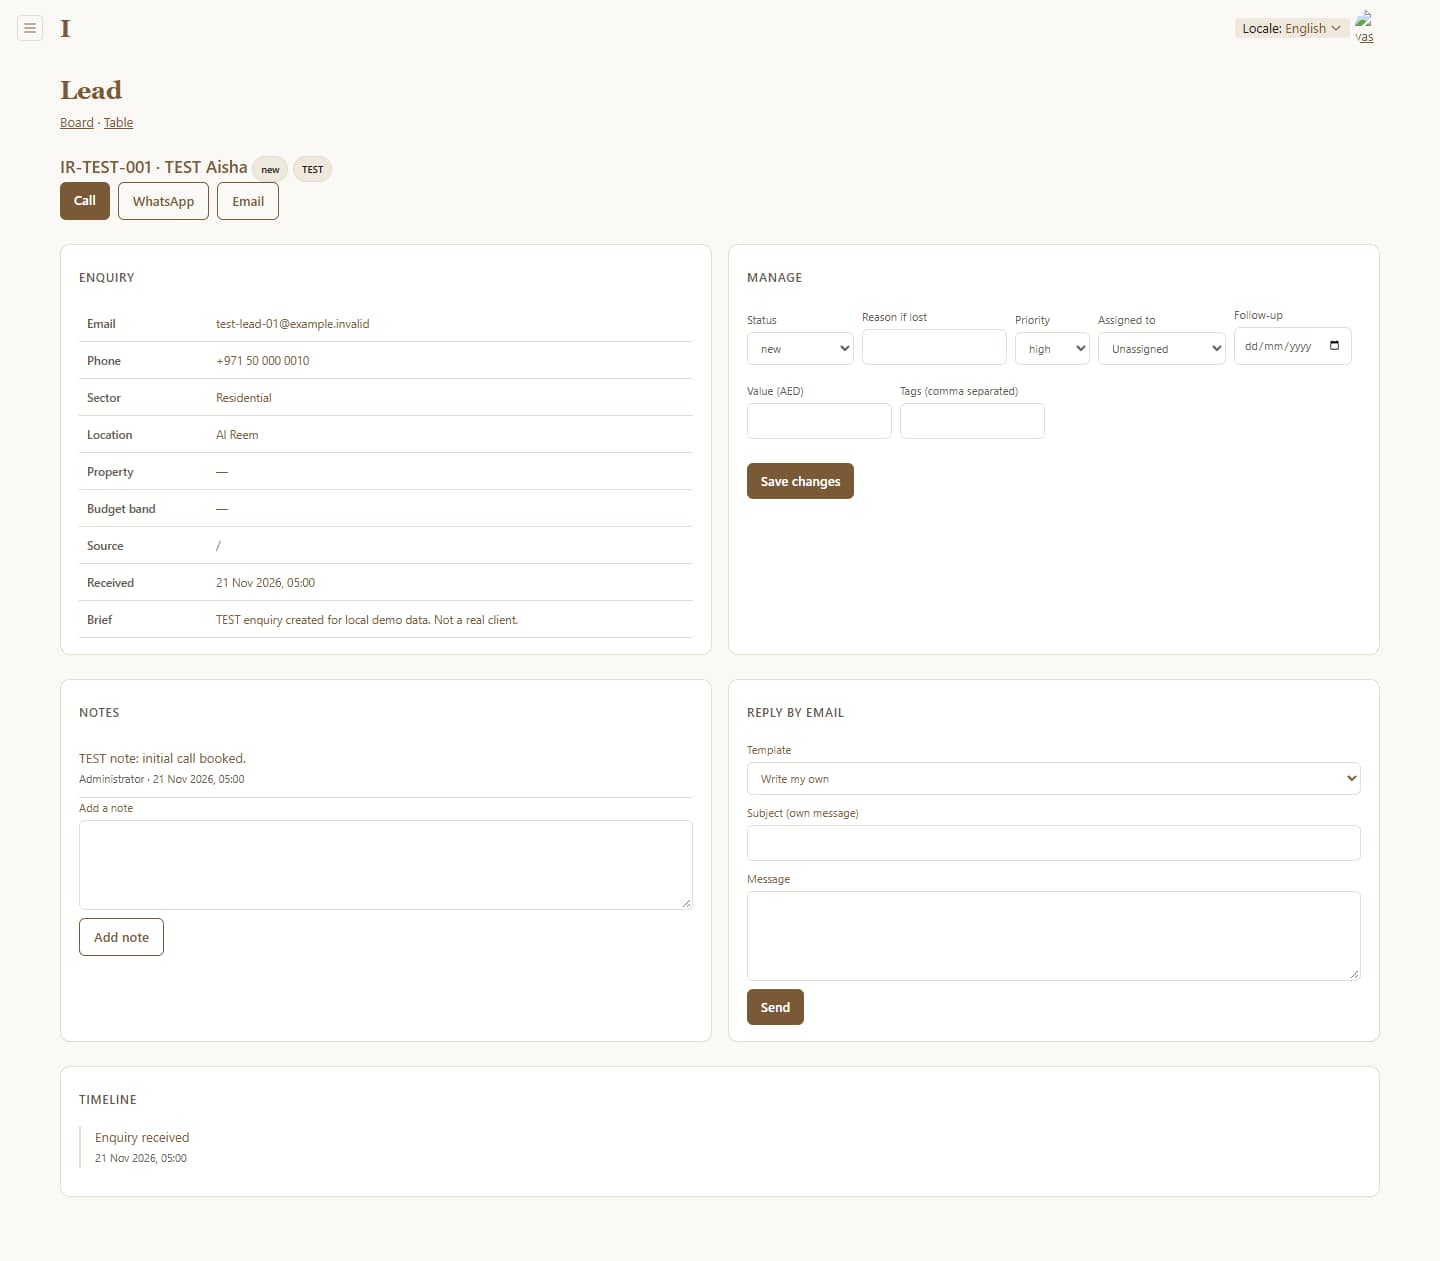 I
Locale: English
vas
Lead
Board · Table
IR-TEST-001 · TEST Aisha new TEST
Call WhatsApp Email
ENQUIRY
Email test-lead-01@example.invalid
Phone +971 50 000 0010
Sector Residential
Location Al Reem
Property —
Budget band —
Source /
Received 21 Nov 2026, 05:00
Brief TEST enquiry created for local demo data. Not a real client.
MANAGE
Status Reason if lost Priority Assigned to Follow-up
new high Unassigned dd/mm/yyyy
Value (AED) Tags (comma separated)
Save changes
NOTES
TEST note: initial call booked.
Administrator · 21 Nov 2026, 05:00
Add a note
Add note
REPLY BY EMAIL
Template
Write my own
Subject (own message)
Message
Send
TIMELINE
Enquiry received
21 Nov 2026, 05:00